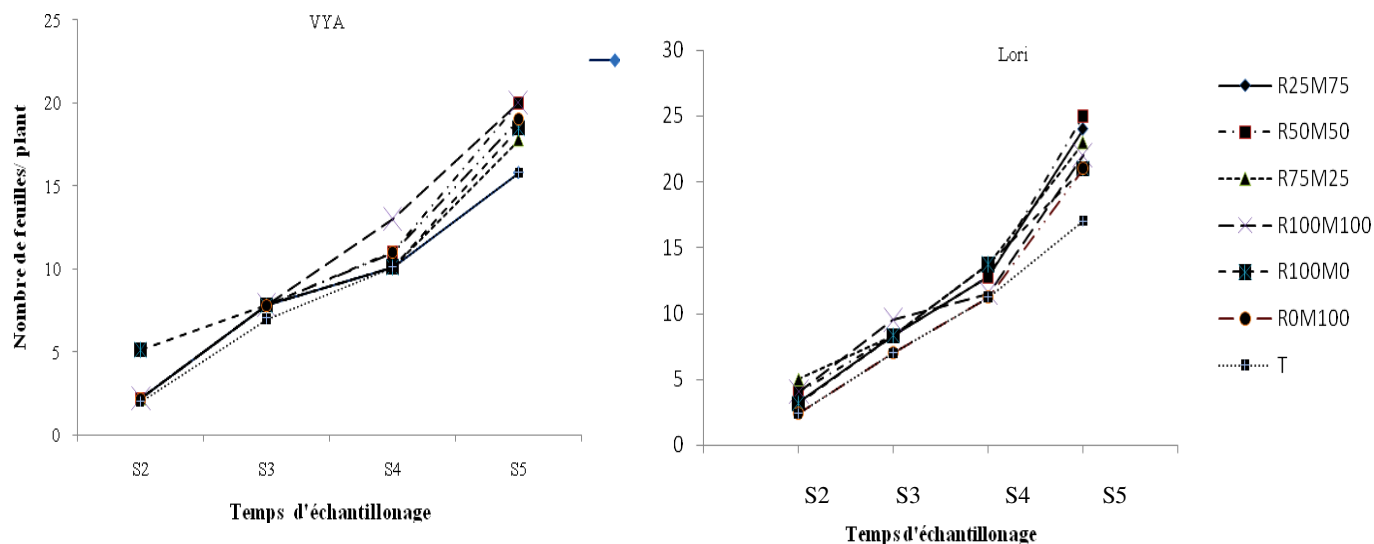 VYA
25
20
15
10
5
0
Nombre de feuilles/ plant
S2 S3 S4 S5
Temps d'échantillonage
Lori
30
25
20
15
10
5
0
S2 S3 S4 S5
Temps d'échantillonage
R25M75
R50M50
R75M25
R100M100
R100M0
R0M100
T